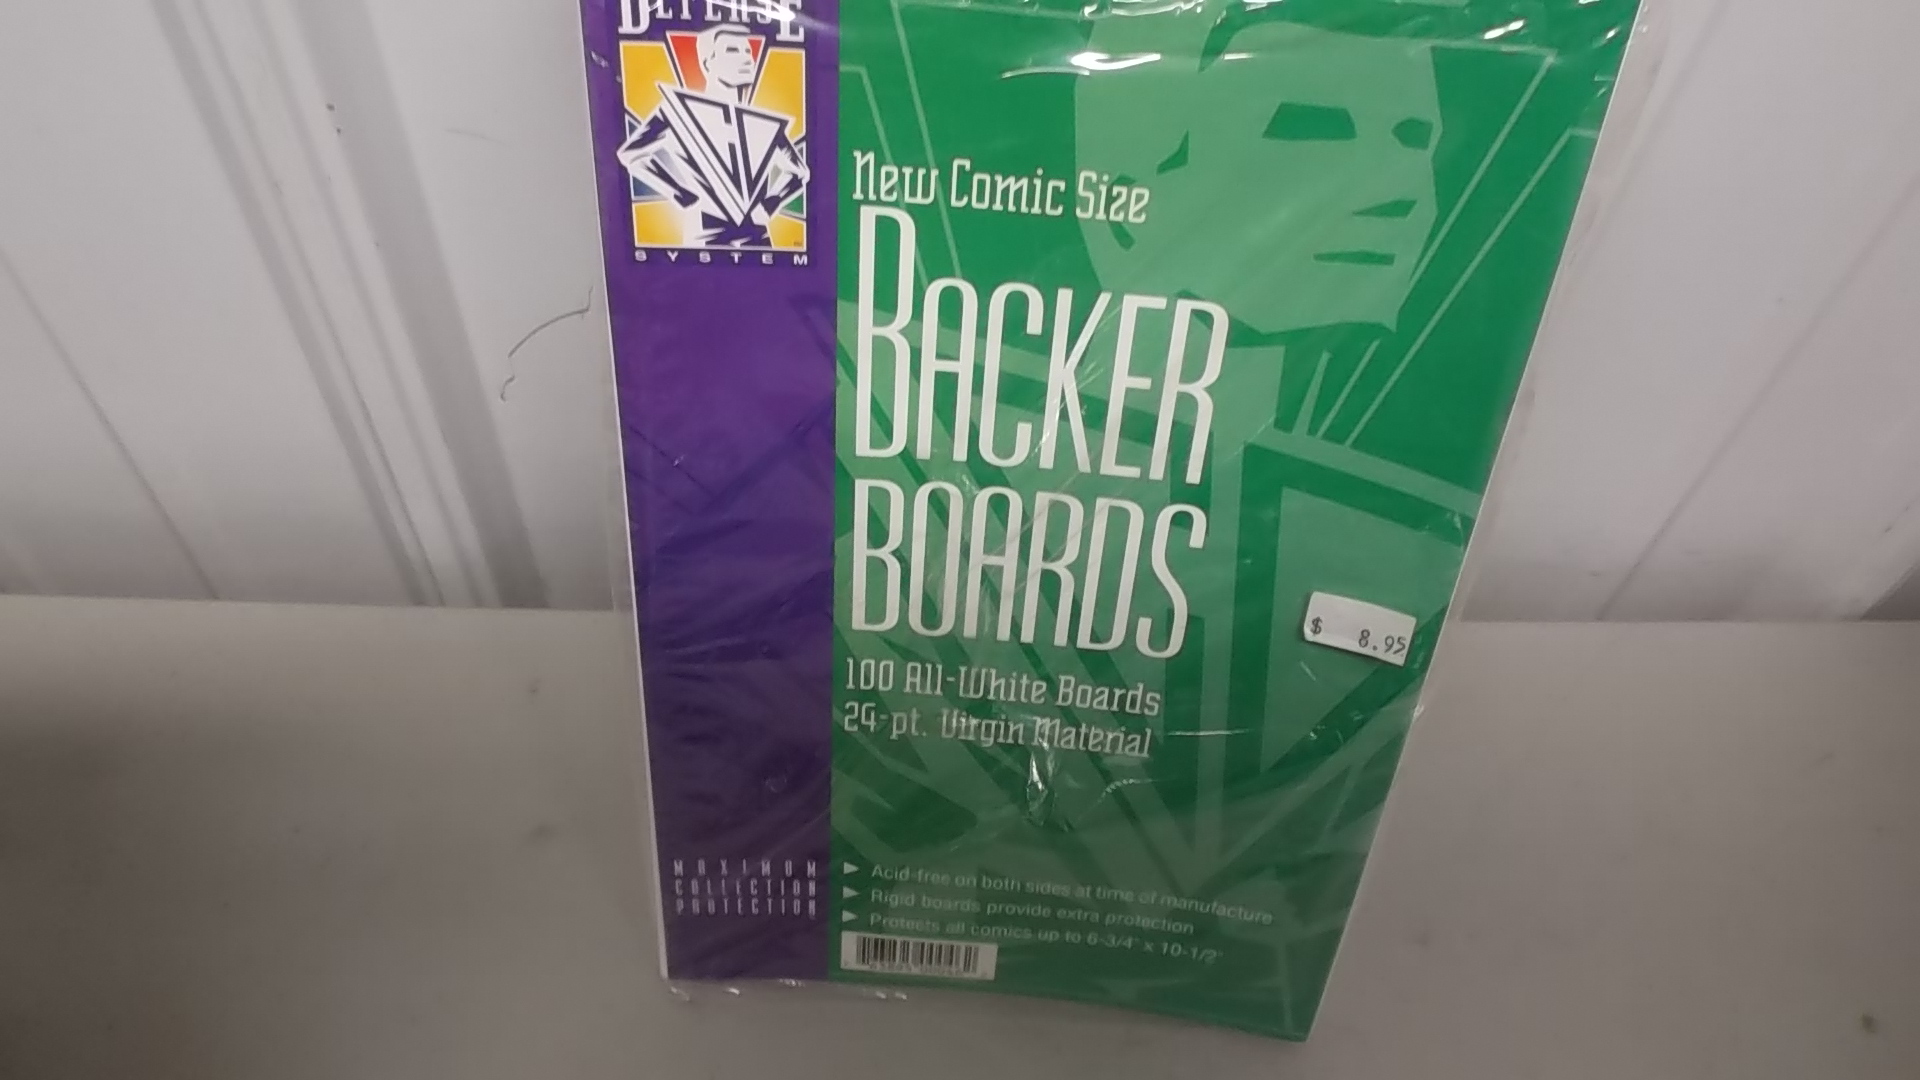 DEFENSE
CD
SYSTEM
New Comic Size
BACKER
BOARDS
$ 8.95
100 All-White Boards
24-pt. Virgin Material
MAXIMUM
COLLECTION
PROTECTION
Acid-free on both sides at time of manufacture
Rigid boards provide extra protection
Protects all comics up to 6-3/4" x 10-1/2"